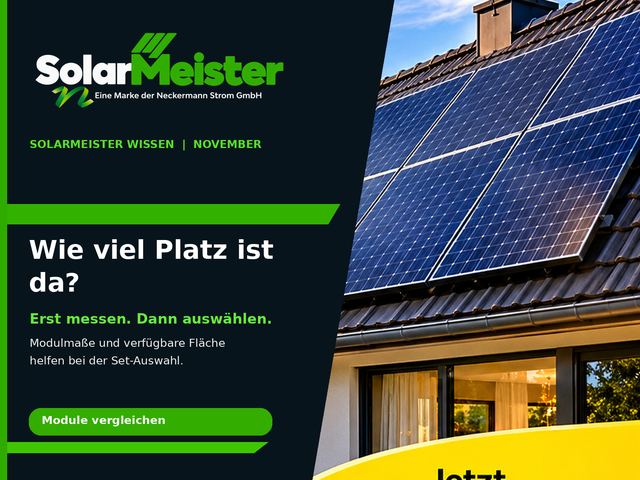 SolarMeister
Eine Marke der Neckermann Strom GmbH
SOLARMEISTER WISSEN | NOVEMBER
Wie viel Platz ist
da?
Erst messen. Dann auswählen.
Modulmaße und verfügbare Fläche
helfen bei der Set-Auswahl.
Module vergleichen
Jetzt